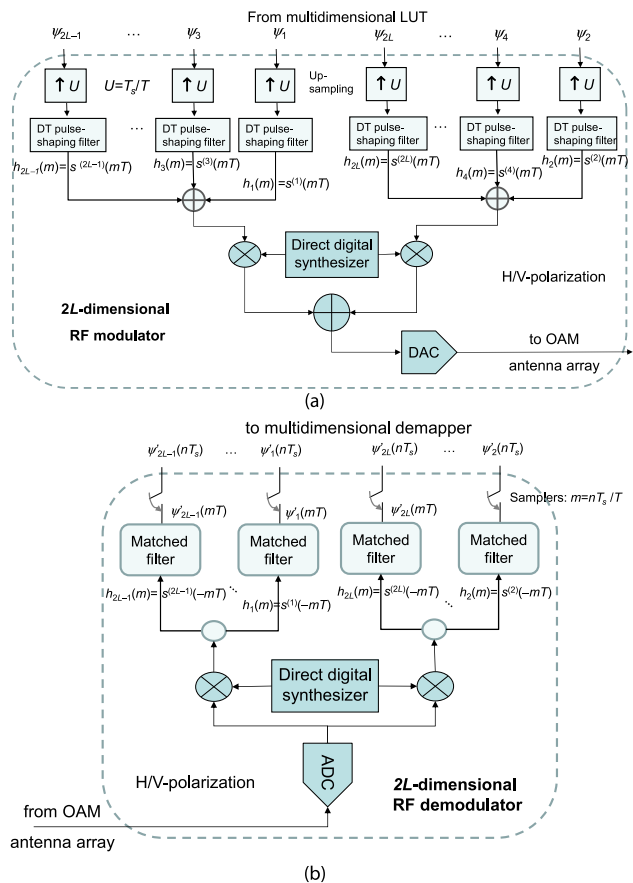 From multidimensional LUT
ψ2L–1 ... ψ3 ψ1 ψ2L ... ψ4 ψ2
↑ U U=Ts/T ↑ U ↑ U Up-sampling ↑ U ↑ U ↑ U
DT pulse-shaping filter ... DT pulse-shaping filter DT pulse-shaping filter DT pulse-shaping filter ... DT pulse-shaping filter DT pulse-shaping filter
h2L–1(m)= s(2L–1)(mT) h3(m)= s(3)(mT) h2L(m)= s(2L)(mT) h4(m)= s(4)(mT) h2(m)= s(2)(mT)
h1(m) =s(1)(mT)
Direct digital
synthesizer
H/V-polarization
2L-dimensional
RF modulator
DAC
to OAM
antenna array
(a)
to multidimensional demapper
ψ'2L–1(nTs) ... ψ'1(nTs) ψ'2L(nTs) ... ψ'2(nTs)
Samplers: m=nTs /T
ψ'2L–1(mT) ψ'1(mT) ψ'2L(mT)
Matched filter Matched filter Matched filter Matched filter
h2L–1(m)= s(2L–1)(–mT) ... h1(m)= s(1)(–mT) h2L(m)= s(2L)(–mT) ... h2(m)= s(2)(–mT)
Direct digital
synthesizer
ADC
H/V-polarization
2L-dimensional
RF demodulator
from OAM
antenna array
(b)